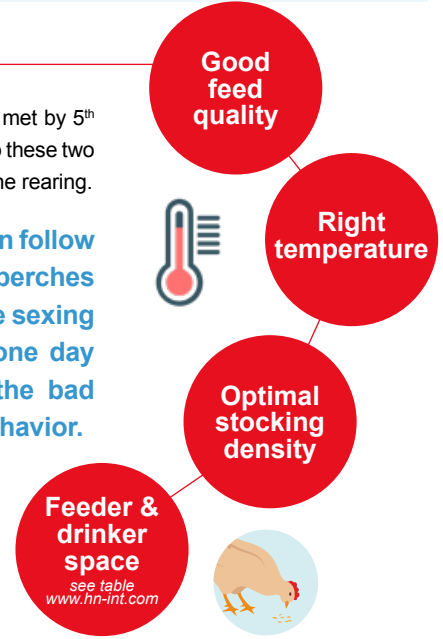 Good
feed
quality
met by 5th
these two
rearing.
Right
temperature
follow
perches
sexing
one day
the bad
Optimal
stocking
density
Feeder &
drinker
space
see table
www.hn-int.com